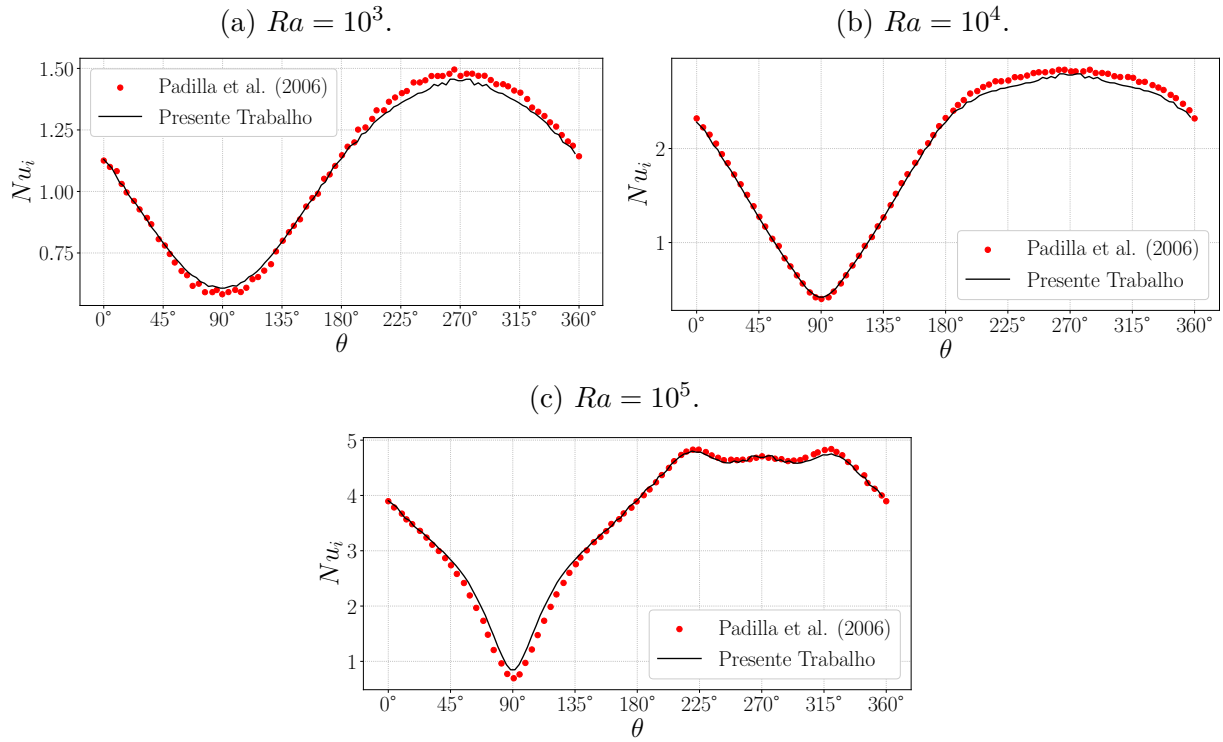 (a) Ra = 10³.
1.50
1.25
1.00
0.75
Nu_i
Padilla et al. (2006)
Presente Trabalho
0° 45° 90° 135° 180° 225° 270° 315° 360°
θ
(b) Ra = 10⁴.
2
1
Nu_i
Padilla et al. (2006)
Presente Trabalho
0° 45° 90° 135° 180° 225° 270° 315° 360°
θ
(c) Ra = 10⁵.
5
4
3
2
1
Nu_i
Padilla et al. (2006)
Presente Trabalho
0° 45° 90° 135° 180° 225° 270° 315° 360°
θ